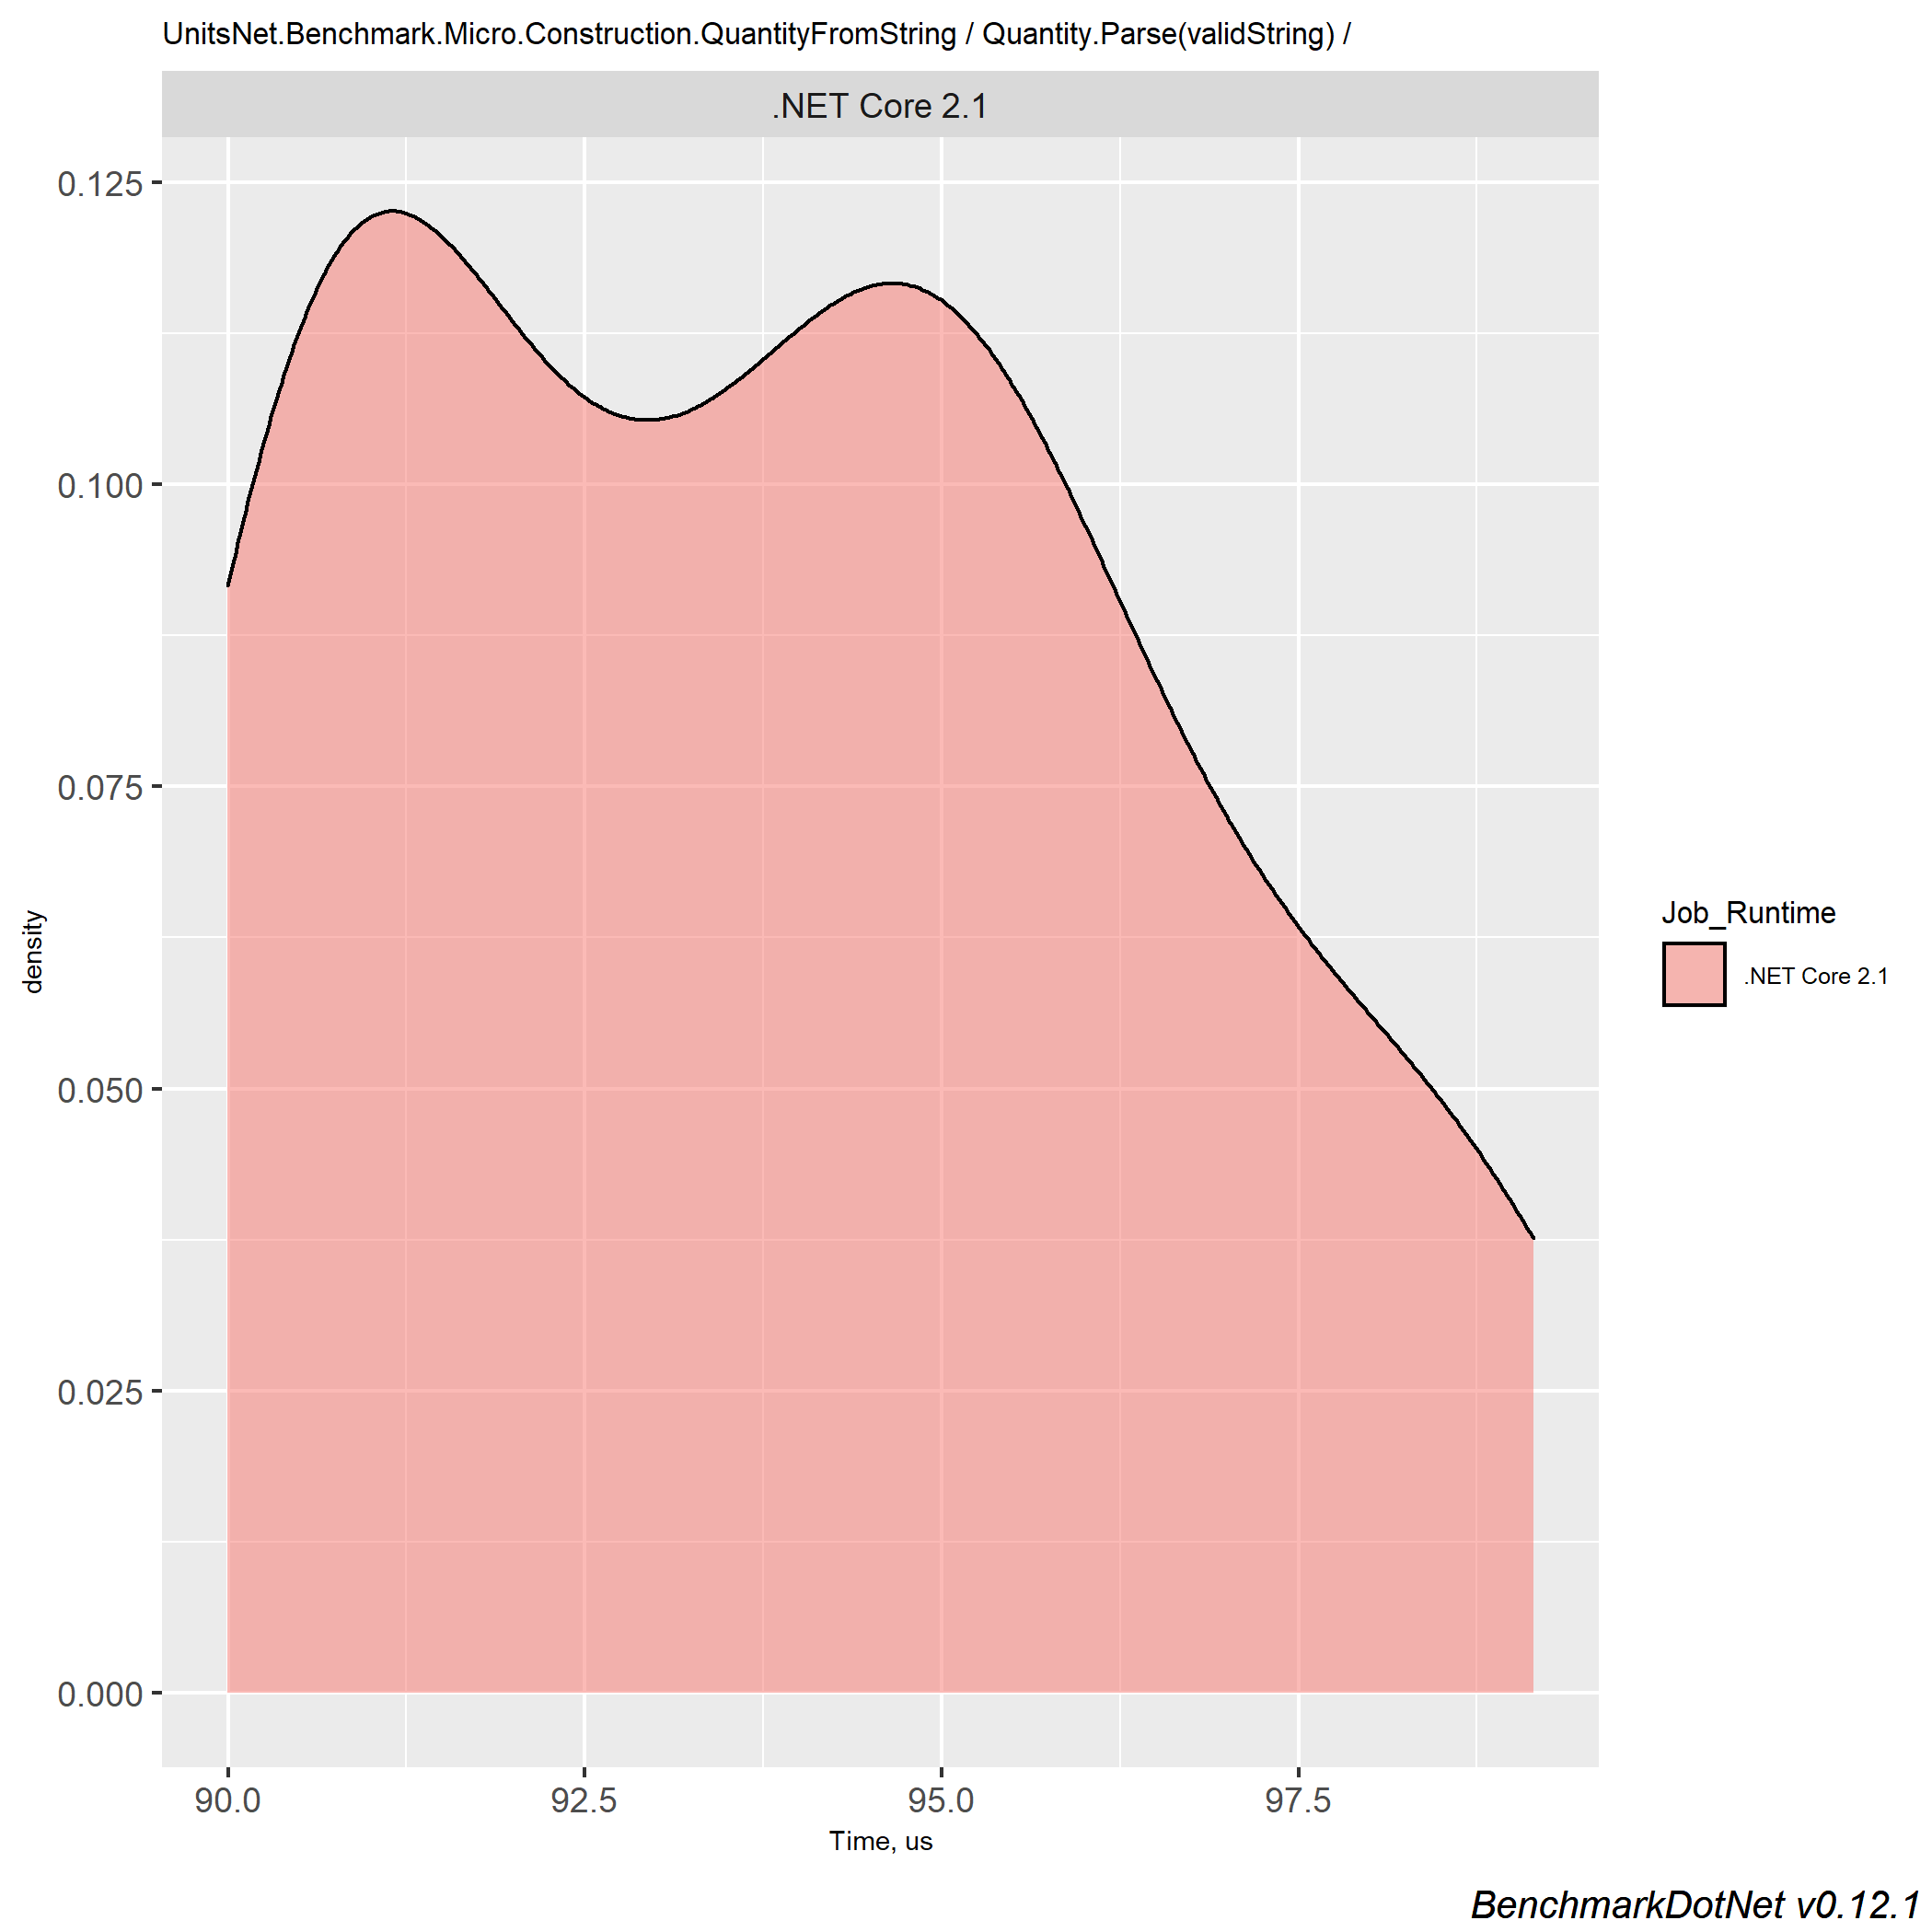 UnitsNet.Benchmark.Micro.Construction.QuantityFromString / Quantity.Parse(validString) /
.NET Core 2.1
0.125
0.100
0.075
0.050
0.025
0.000
density
90.0 92.5 95.0 97.5
Time, us
Job_Runtime
.NET Core 2.1
BenchmarkDotNet v0.12.1